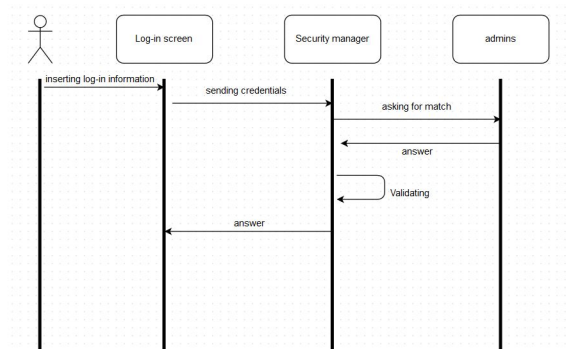 Log-in screen
Security manager
admins
inserting log-in information
sending credentials
asking for match
answer
Validating
answer